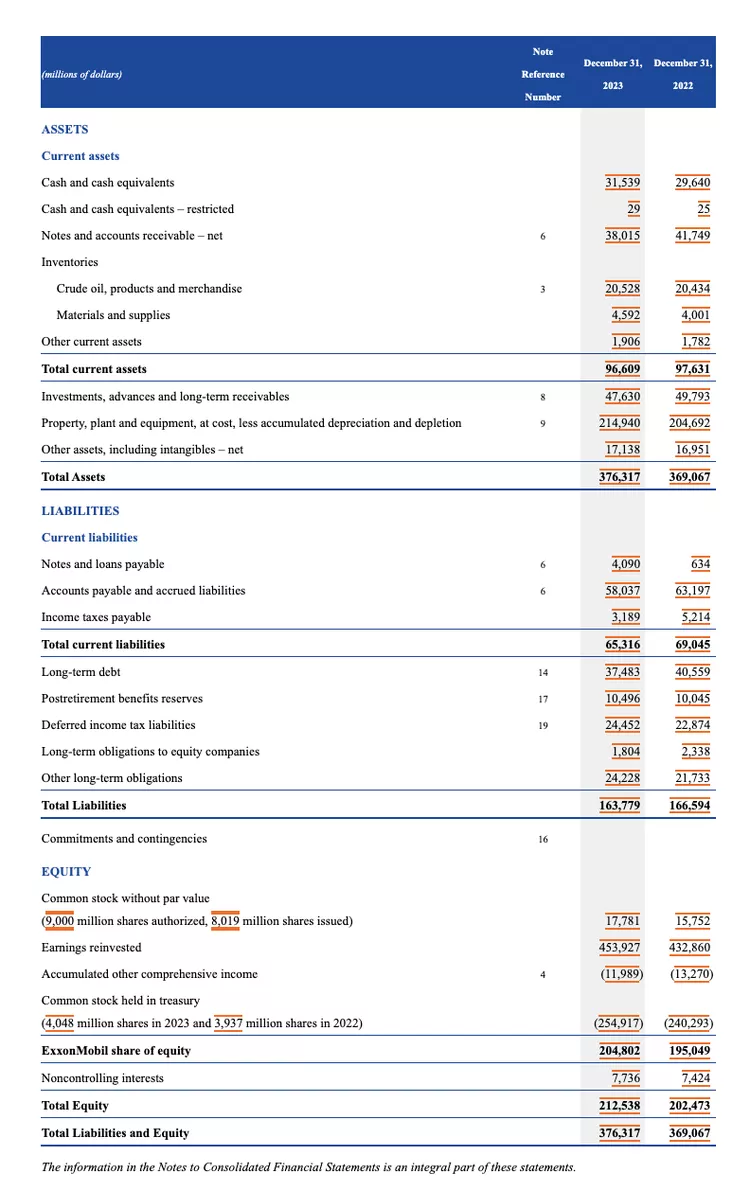 (millions of dollars) Note Reference Number December 31, 2023 December 31, 2022
ASSETS
Current assets
Cash and cash equivalents 31,539 29,640
Cash and cash equivalents – restricted 29 25
Notes and accounts receivable – net 6 38,015 41,749
Inventories
Crude oil, products and merchandise 3 20,528 20,434
Materials and supplies 4,592 4,001
Other current assets 1,906 1,782
Total current assets 96,609 97,631
Investments, advances and long-term receivables 8 47,630 49,793
Property, plant and equipment, at cost, less accumulated depreciation and depletion 9 214,940 204,692
Other assets, including intangibles – net 17,138 16,951
Total Assets 376,317 369,067
LIABILITIES
Current liabilities
Notes and loans payable 6 4,090 634
Accounts payable and accrued liabilities 6 58,037 63,197
Income taxes payable 3,189 5,214
Total current liabilities 65,316 69,045
Long-term debt 14 37,483 40,559
Postretirement benefits reserves 17 10,496 10,045
Deferred income tax liabilities 19 24,452 22,874
Long-term obligations to equity companies 1,804 2,338
Other long-term obligations 24,228 21,733
Total Liabilities 163,779 166,594
Commitments and contingencies 16
EQUITY
Common stock without par value
(9,000 million shares authorized, 8,019 million shares issued) 17,781 15,752
Earnings reinvested 453,927 432,860
Accumulated other comprehensive income 4 (11,989) (13,270)
Common stock held in treasury
(4,048 million shares in 2023 and 3,937 million shares in 2022) (254,917) (240,293)
ExxonMobil share of equity 204,802 195,049
Noncontrolling interests 7,736 7,424
Total Equity 212,538 202,473
Total Liabilities and Equity 376,317 369,067
The information in the Notes to Consolidated Financial Statements is an integral part of these statements.